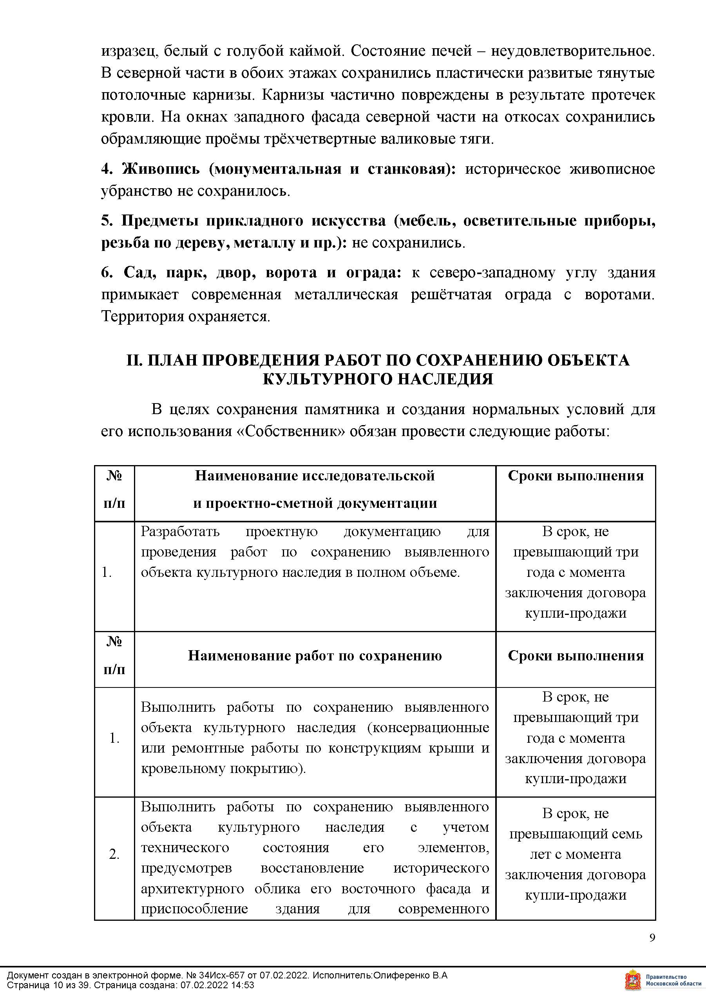 изразец, белый с голубой каймой. Состояние печей – неудовлетворительное.
В северной части в обоих этажах сохранились пластически развитые тянутые
потолочные карнизы. Карнизы частично повреждены в результате протечек
кровли. На окнах западного фасада северной части на откосах сохранились
обрамляющие проёмы трёхчетвертные валиковые тяги.
4. Живопись (монументальная и станковая): историческое живописное
убранство не сохранилось.
5. Предметы прикладного искусства (мебель, осветительные приборы,
резьба по дереву, металлу и пр.): не сохранились.
6. Сад, парк, двор, ворота и ограда: к северо-западному углу здания
примыкает современная металлическая решётчатая ограда с воротами.
Территория охраняется.
II. ПЛАН ПРОВЕДЕНИЯ РАБОТ ПО СОХРАНЕНИЮ ОБЪЕКТА
КУЛЬТУРНОГО НАСЛЕДИЯ
В целях сохранения памятника и создания нормальных условий для
его использования «Собственник» обязан провести следующие работы:
№
п/п
Наименование исследовательской
и проектно-сметной документации
Сроки выполнения
1.
Разработать проектную документацию для
проведения работ по сохранению выявленного
объекта культурного наследия в полном объеме.
В срок, не
превышающий три
года с момента
заключения договора
купли-продажи
№
п/п
Наименование работ по сохранению
Сроки выполнения
1.
Выполнить работы по сохранению выявленного
объекта культурного наследия (консервационные
или ремонтные работы по конструкциям крыши и
кровельному покрытию).
В срок, не
превышающий три
года с момента
заключения договора
купли-продажи
2.
Выполнить работы по сохранению выявленного
объекта культурного наследия с учетом
технического состояния его элементов,
предусмотрев восстановление исторического
архитектурного облика его восточного фасада и
приспособление здания для современного
В срок, не
превышающий семь
лет с момента
заключения договора
купли-продажи
9
Документ создан в электронной форме. № 34Исх-657 от 07.02.2022. Исполнитель:Олиференко В.А
Страница 10 из 39. Страница создана: 07.02.2022 14:53
Правительство
Московской области